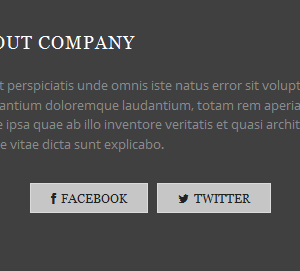 OUT COMPANY
t perspiciatis unde omnis iste natus error sit volupt
antium doloremque laudantium, totam rem aperia
e ipsa quae ab illo inventore veritatis et quasi archit
e vitae dicta sunt explicabo.
FACEBOOK TWITTER